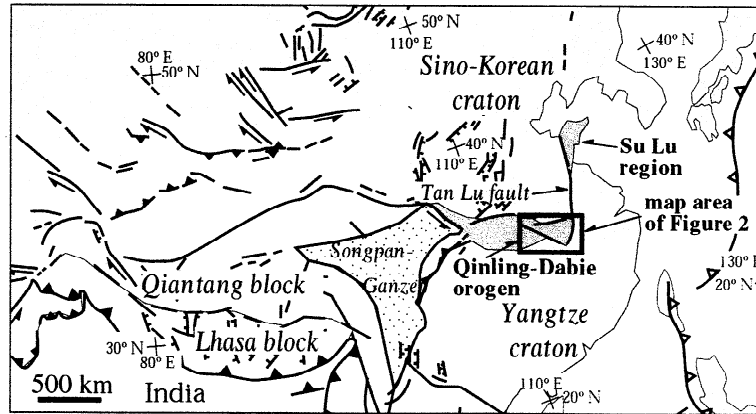 50° N
110° E
40° N
130° E
80° E
50° N
Sino-Korean
craton
40° N
110° E
Su Lu
region
Tan Lu fault
map area
of Figure 2
Songpan-
Ganze
Qinling-Dabie
orogen
130° E
20° N
Qiantang block
Yangtze
craton
Lhasa block
30° N
80° E
500 km
India
110° E
20° N